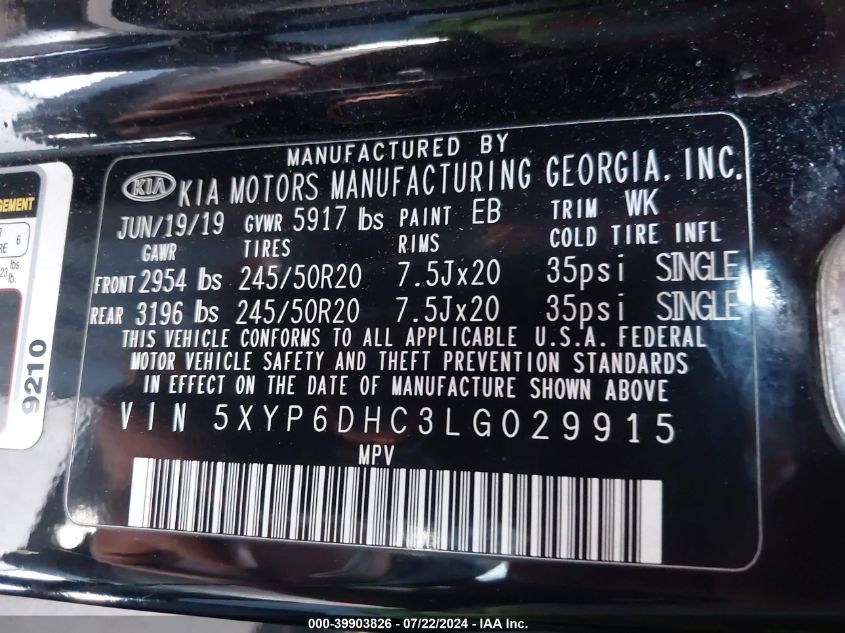 MANUFACTURED BY
KIA KIA MOTORS MANUFACTURING GEORGIA, INC.
JUN/19/19 GVWR 5917 lbs PAINT EB TRIM WK
GAWR TIRES RIMS COLD TIRE INFL
FRONT 2954 lbs 245/50R20 7.5Jx20 35psi SINGLE
REAR 3196 lbs 245/50R20 7.5Jx20 35psi SINGLE
THIS VEHICLE CONFORMS TO ALL APPLICABLE U.S.A. FEDERAL
MOTOR VEHICLE SAFETY AND THEFT PREVENTION STANDARDS
IN EFFECT ON THE DATE OF MANUFACTURE SHOWN ABOVE
VIN 5XYP6DHC3LG029915
MPV
9210
000-39903826 - 07/22/2024 - IAA Inc.